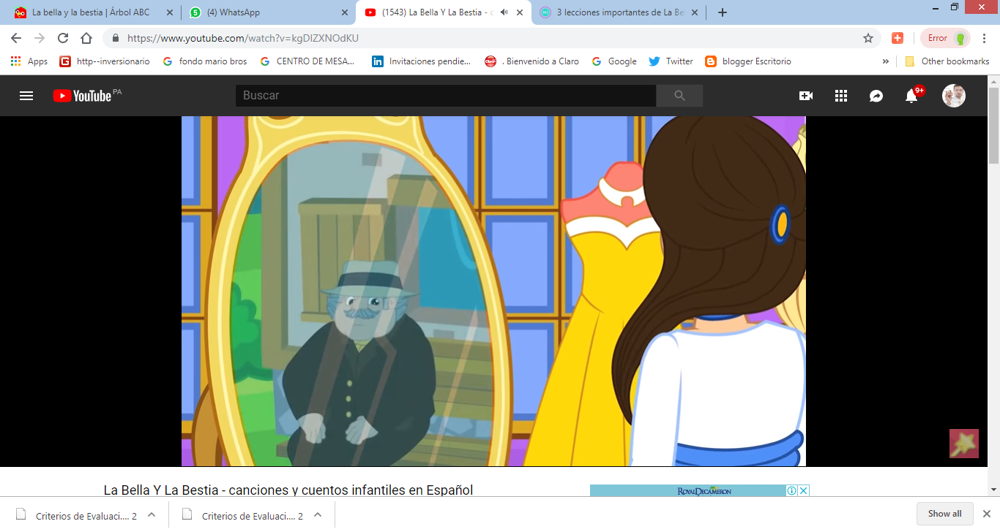 La bella y la bestia | Árbol ABC
(4) WhatsApp
(1543) La Bella Y La Bestia - c
3 lecciones importantes de La Be
https://www.youtube.com/watch?v=kgDIZXNOdKU
Error
Apps
http--inversionario
fondo mario bros
CENTRO DE MESA...
Invitaciones pendie...
. Bienvenido a Claro
Google
Twitter
blogger Escritorio
»
Other bookmarks
YouTube PA
Buscar
9+
La Bella Y La Bestia - canciones y cuentos infantiles en Español
ROYAL DECAMERON
Criterios de Evaluaci.... 2
Criterios de Evaluaci.... 2
Show all